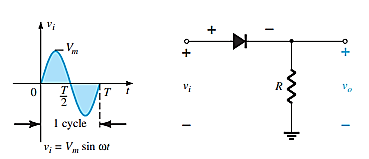 v_i
V_m
0
T/2
T
t
1 cycle
v_i = V_m sin ωt
+ −
+
+
v_i
R
v_o
−
−